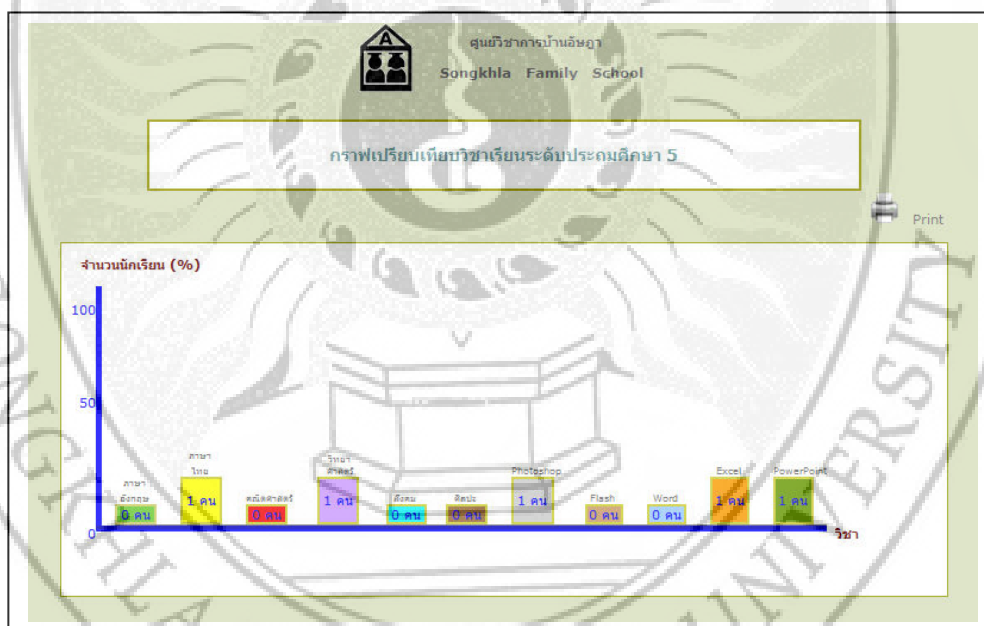 ศูนย์วิชาการบ้านอัษฎา
Songkhla Family School
กราฟเปรียบเทียบวิชาเรียนระดับประถมศึกษา 5
Print
จำนวนนักเรียน (%)
100
50
0
ภาษา
อังกฤษ
0 คน
ภาษา
ไทย
1 คน
คณิตศาสตร์
0 คน
วิทยา
ศาสตร์
1 คน
สังคม
0 คน
ศิลปะ
0 คน
Photoshop
1 คน
Flash
0 คน
Word
0 คน
Excel
1 คน
PowerPoint
1 คน
วิชา
UNIVERSITY